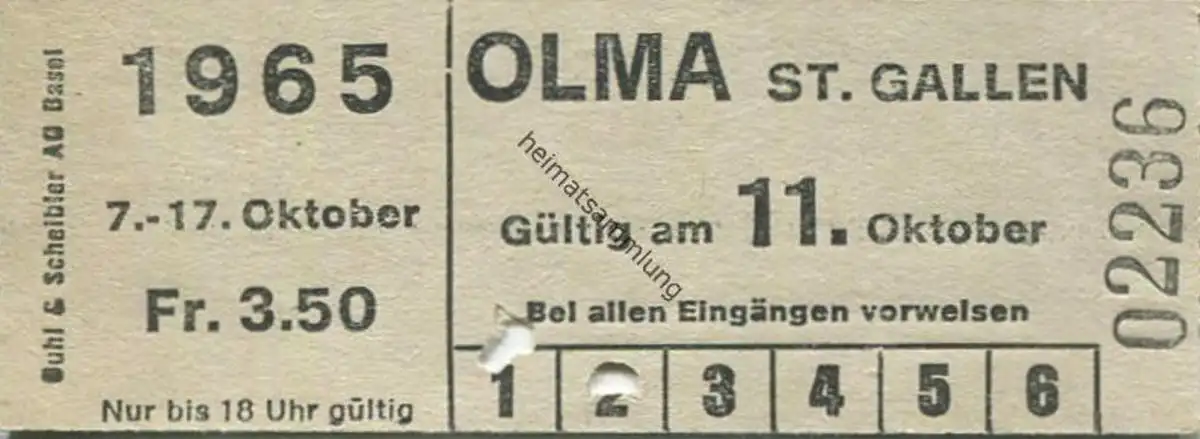 Buhl & Scheibler AG Basel
1965
7.-17. Oktober
Fr. 3.50
Nur bis 18 Uhr gültig
OLMA ST. GALLEN
Gültig am 11. Oktober
Bei allen Eingängen vorweisen
1 2 3 4 5 6
02236
heimatsammlung